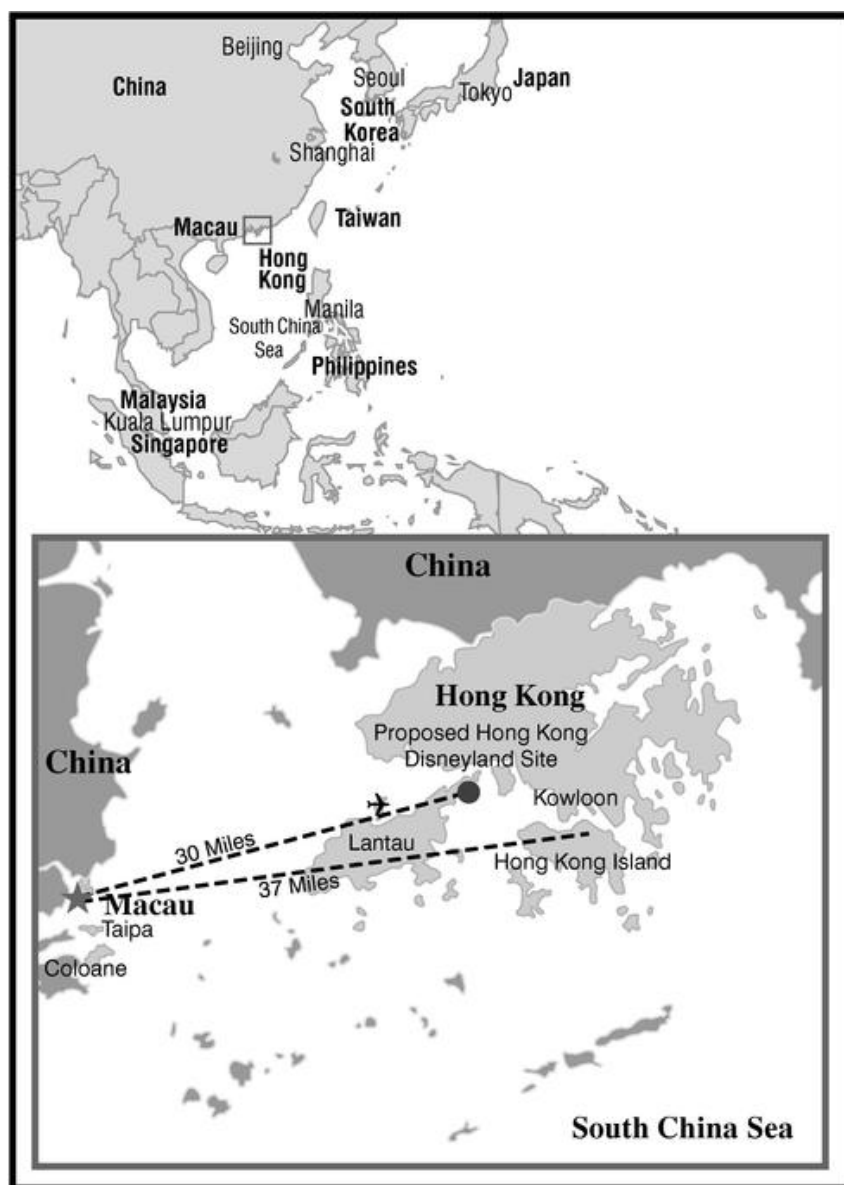 Beijing
China
Seoul
Japan
Tokyo
South
Korea
Shanghai
Macau
Taiwan
Hong
Kong
Manila
South China
Sea
Philippines
Malaysia
Kuala Lumpur
Singapore
China
Hong Kong
Proposed Hong Kong
Disneyland Site
China
Kowloon
30 Miles
Lantau
Hong Kong Island
37 Miles
Macau
Taipa
Coloane
South China Sea